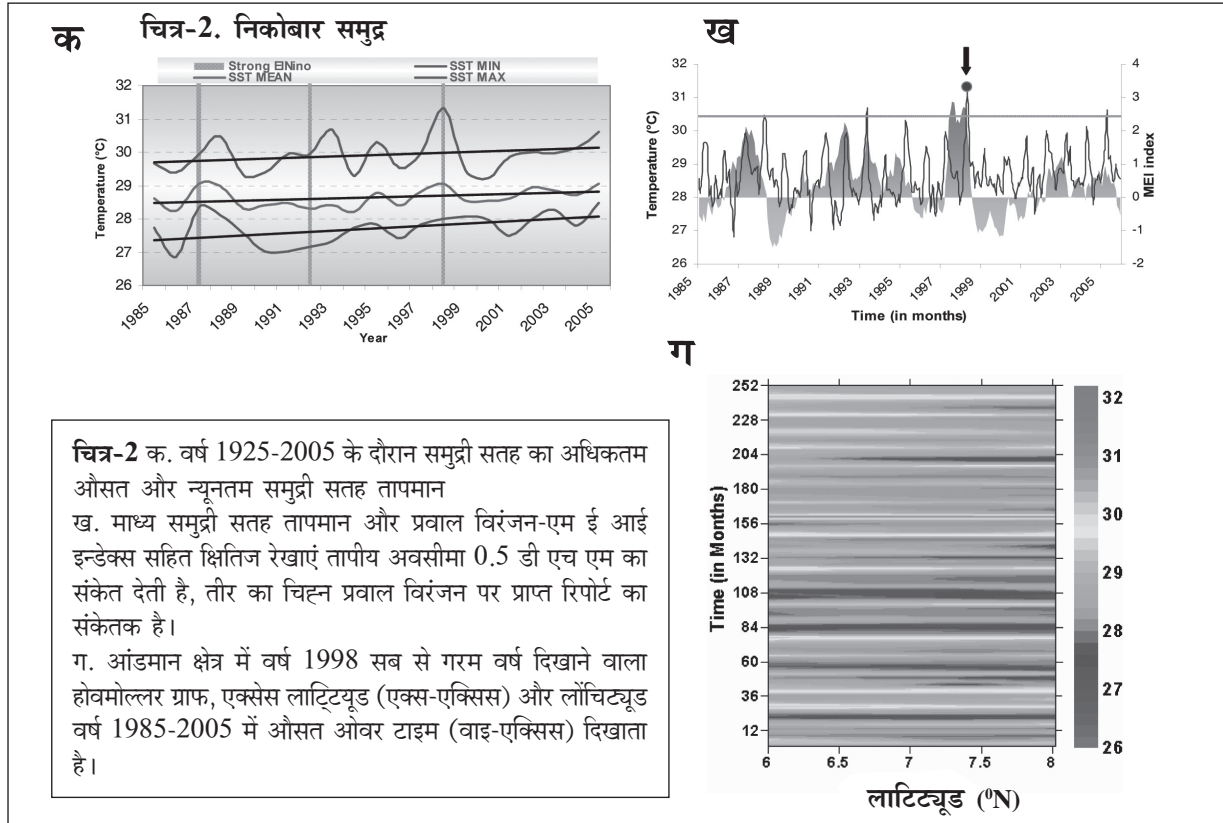 क
चित्र-2. निकोबार समुद्र
Strong ElNino
SST MIN
SST MEAN
SST MAX
32
31
30
29
28
27
26
Temperature (°C)
1985
1987
1989
1991
1993
1995
1997
1999
2001
2003
2005
Year
ख
32
30
28
26
Temperature (°C)
4
3
2
1
0
-1
-2
MEI index
1985
1987
1989
1991
1993
1995
1997
1999
2001
2003
2005
Time (in months)
चित्र-2 क. वर्ष 1925-2005 के दौरान समुद्री सतह का अधिकतम
औसत और न्यूनतम समुद्री सतह तापमान
ख. माध्य समुद्री सतह तापमान और प्रवाल विरंजन-एम ई आई
इन्डेक्स सहित क्षितिज रेखाएं तापीय अवसीमा 0.5 डी एच एम का
संकेत देती है, तीर का चिह्न प्रवाल विरंजन पर प्राप्त रिपोर्ट का
संकेतक है।
ग. आंडमान क्षेत्र में वर्ष 1998 सब से गरम वर्ष दिखाने वाला
होवमोल्लर ग्राफ, एक्सेस लाटि्टयूड (एक्स-एक्सिस) और लोंचिट्यूड
वर्ष 1985-2005 में औसत ओवर टाइम (वाइ-एक्सिस) दिखाता
है।
ग
252
228
204
180
156
132
108
84
60
36
12
Time (in Months)
6
6.5
7
7.5
8
लाटिट्यूड (⁰N)
32
31
30
29
28
27
26